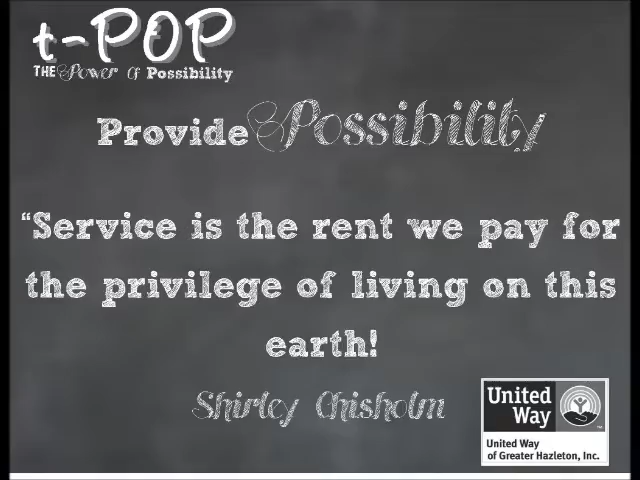 t-POP
THE Power of Possibility
Provide Possibility
“Service is the rent we pay for
the privilege of living on this
earth!
Shirley Chisholm
United
Way
United Way
of Greater Hazleton, Inc.